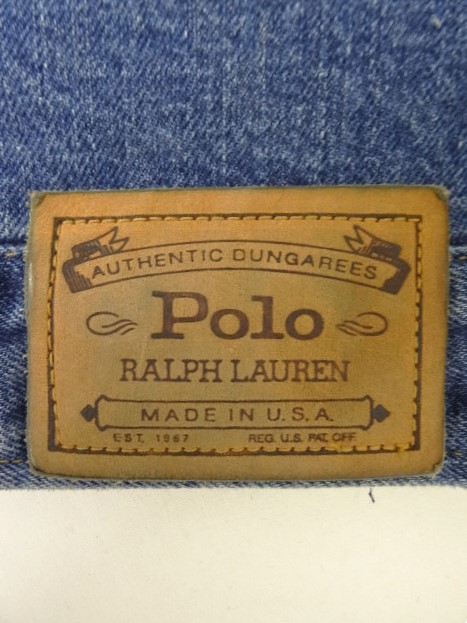 AUTHENTIC DUNGAREES
Polo
RALPH LAUREN
MADE IN U.S.A.
EST. 1967 REG. U.S. PAT. OFF.